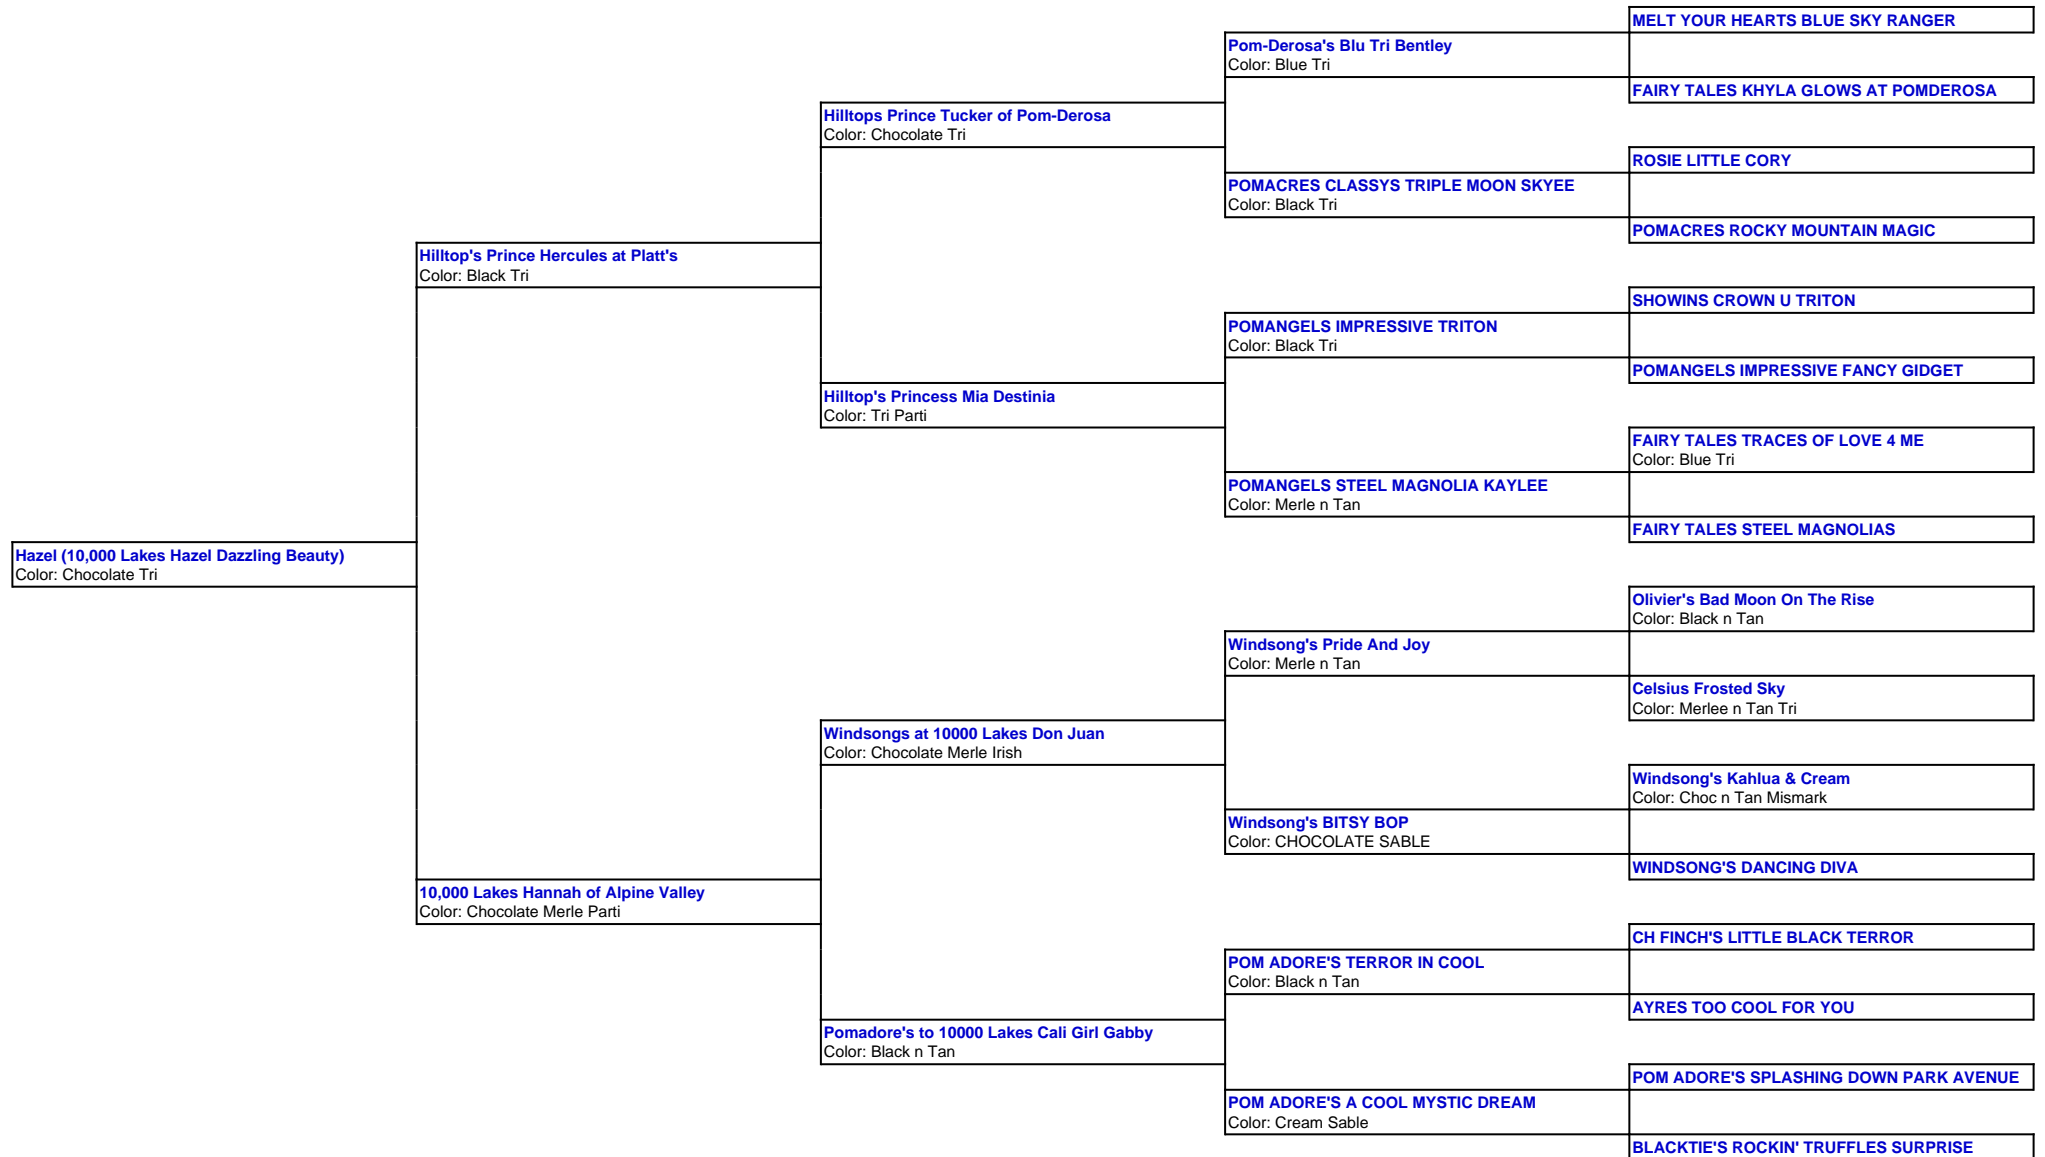 MELT YOUR HEARTS BLUE SKY RANGER
Pom-Derosa's Blu Tri Bentley
Color: Blue Tri
FAIRY TALES KHYLA GLOWS AT POMDEROSA
Hilltops Prince Tucker of Pom-Derosa
Color: Chocolate Tri
ROSIE LITTLE CORY
POMACRES CLASSYS TRIPLE MOON SKYEE
Color: Black Tri
POMACRES ROCKY MOUNTAIN MAGIC
Hilltop's Prince Hercules at Platt's
Color: Black Tri
SHOWINS CROWN U TRITON
POMANGELS IMPRESSIVE TRITON
Color: Black Tri
POMANGELS IMPRESSIVE FANCY GIDGET
Hilltop's Princess Mia Destinia
Color: Tri Parti
FAIRY TALES TRACES OF LOVE 4 ME
Color: Blue Tri
POMANGELS STEEL MAGNOLIA KAYLEE
Color: Merle n Tan
FAIRY TALES STEEL MAGNOLIAS
Hazel (10,000 Lakes Hazel Dazzling Beauty)
Color: Chocolate Tri
Olivier's Bad Moon On The Rise
Color: Black n Tan
Windsong's Pride And Joy
Color: Merle n Tan
Celsius Frosted Sky
Color: Merlee n Tan Tri
Windsongs at 10000 Lakes Don Juan
Color: Chocolate Merle Irish
Windsong's Kahlua & Cream
Color: Choc n Tan Mismark
Windsong's BITSY BOP
Color: CHOCOLATE SABLE
WINDSONG'S DANCING DIVA
10,000 Lakes Hannah of Alpine Valley
Color: Chocolate Merle Parti
CH FINCH'S LITTLE BLACK TERROR
POM ADORE'S TERROR IN COOL
Color: Black n Tan
AYRES TOO COOL FOR YOU
Pomadore's to 10000 Lakes Cali Girl Gabby
Color: Black n Tan
POM ADORE'S SPLASHING DOWN PARK AVENUE
POM ADORE'S A COOL MYSTIC DREAM
Color: Cream Sable
BLACKTIE'S ROCKIN' TRUFFLES SURPRISE